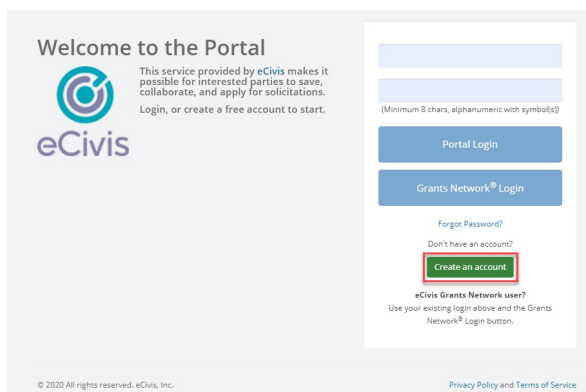 Welcome to the Portal
This service provided by eCivis makes it
possible for interested parties to save,
collaborate, and apply for solicitations.
Login, or create a free account to start.
eCivis
(Minimum 8 chars, alphanumeric with symbol(s))
Portal Login
Grants Network® Login
Forgot Password?
Don't have an account?
Create an account
eCivis Grants Network user?
Use your existing login above and the Grants
Network® Login button.
© 2020 All rights reserved. eCivis, Inc.
Privacy Policy and Terms of Service